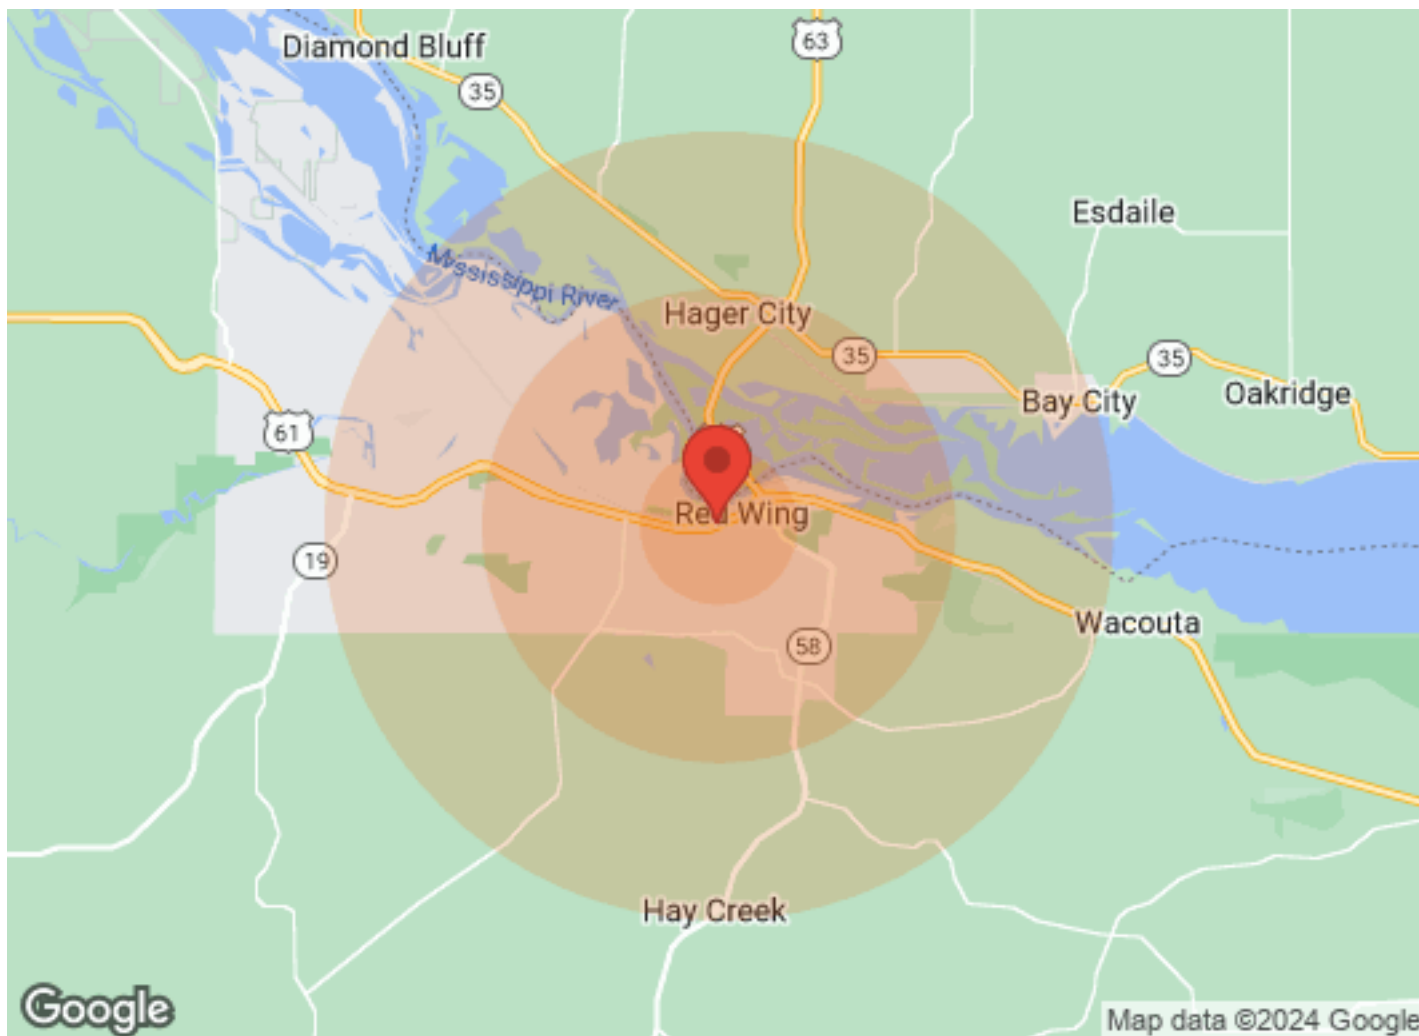 Diamond Bluff
63
35
Esdaile
Mississippi River
Hager City
35
35
Oakridge
Bay City
61
Red Wing
19
Wacouta
58
Hay Creek
Google
Map data ©2024 Google